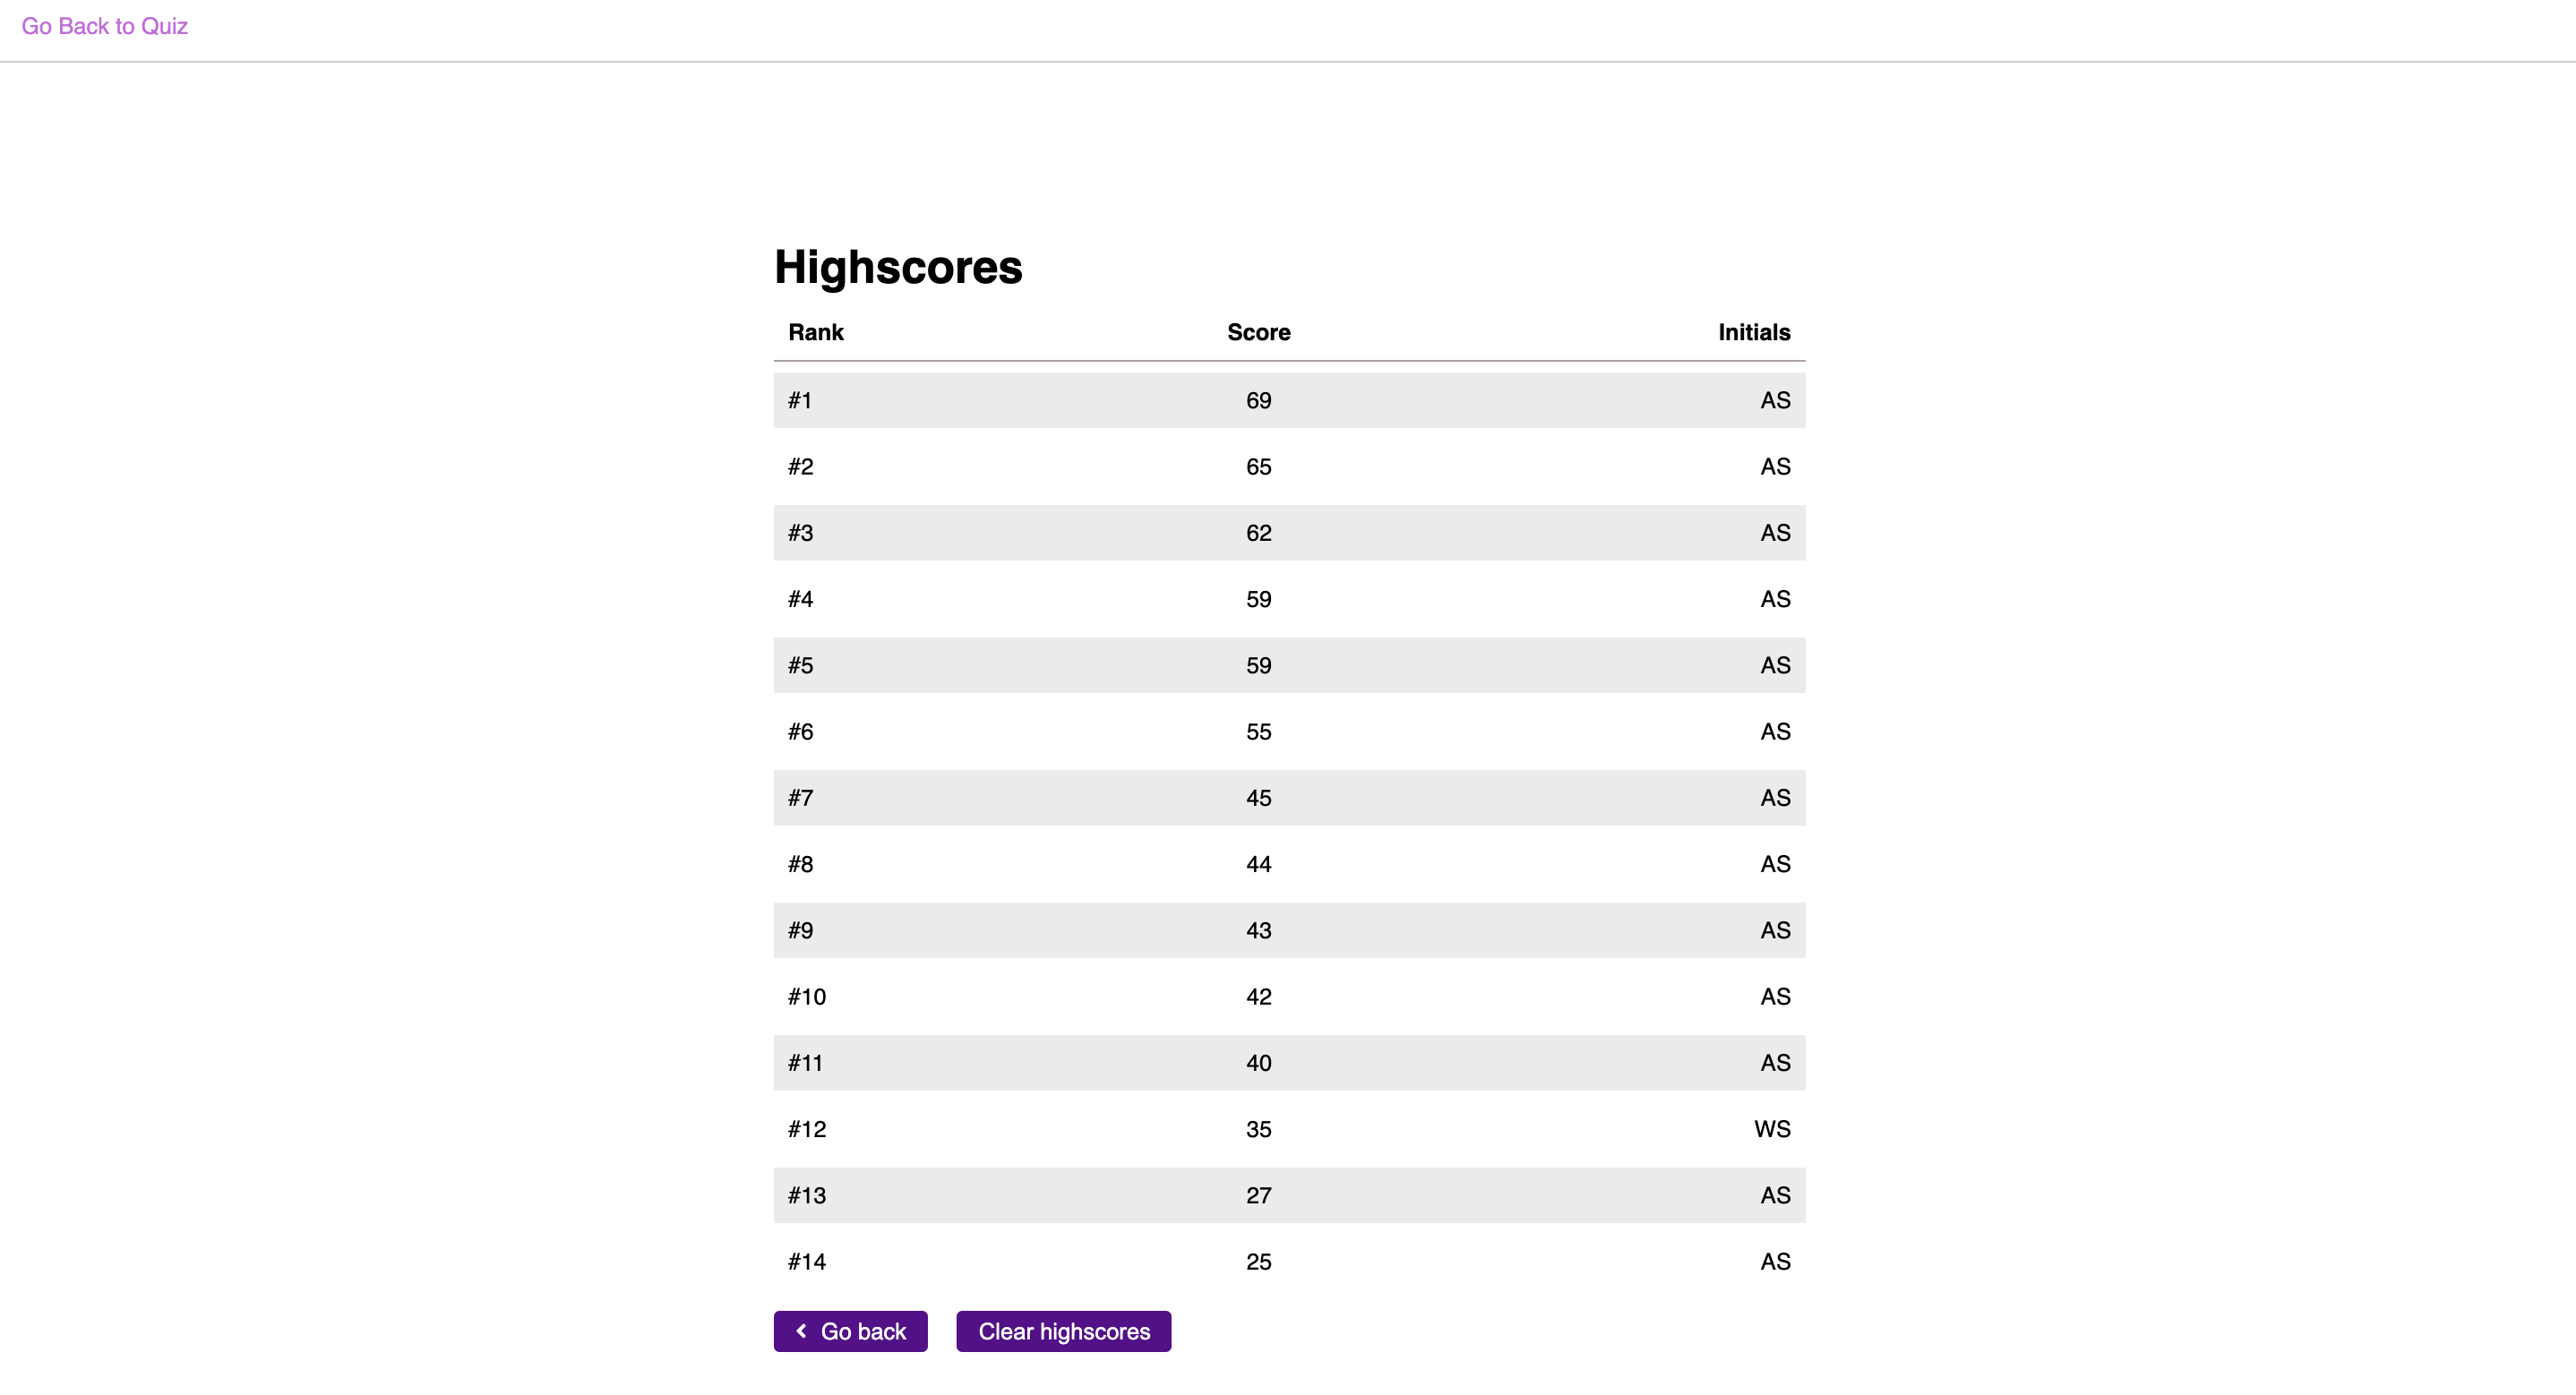 Go Back to Quiz
Highscores
Rank Score Initials
#1 69 AS
#2 65 AS
#3 62 AS
#4 59 AS
#5 59 AS
#6 55 AS
#7 45 AS
#8 44 AS
#9 43 AS
#10 42 AS
#11 40 AS
#12 35 WS
#13 27 AS
#14 25 AS
Go back Clear highscores